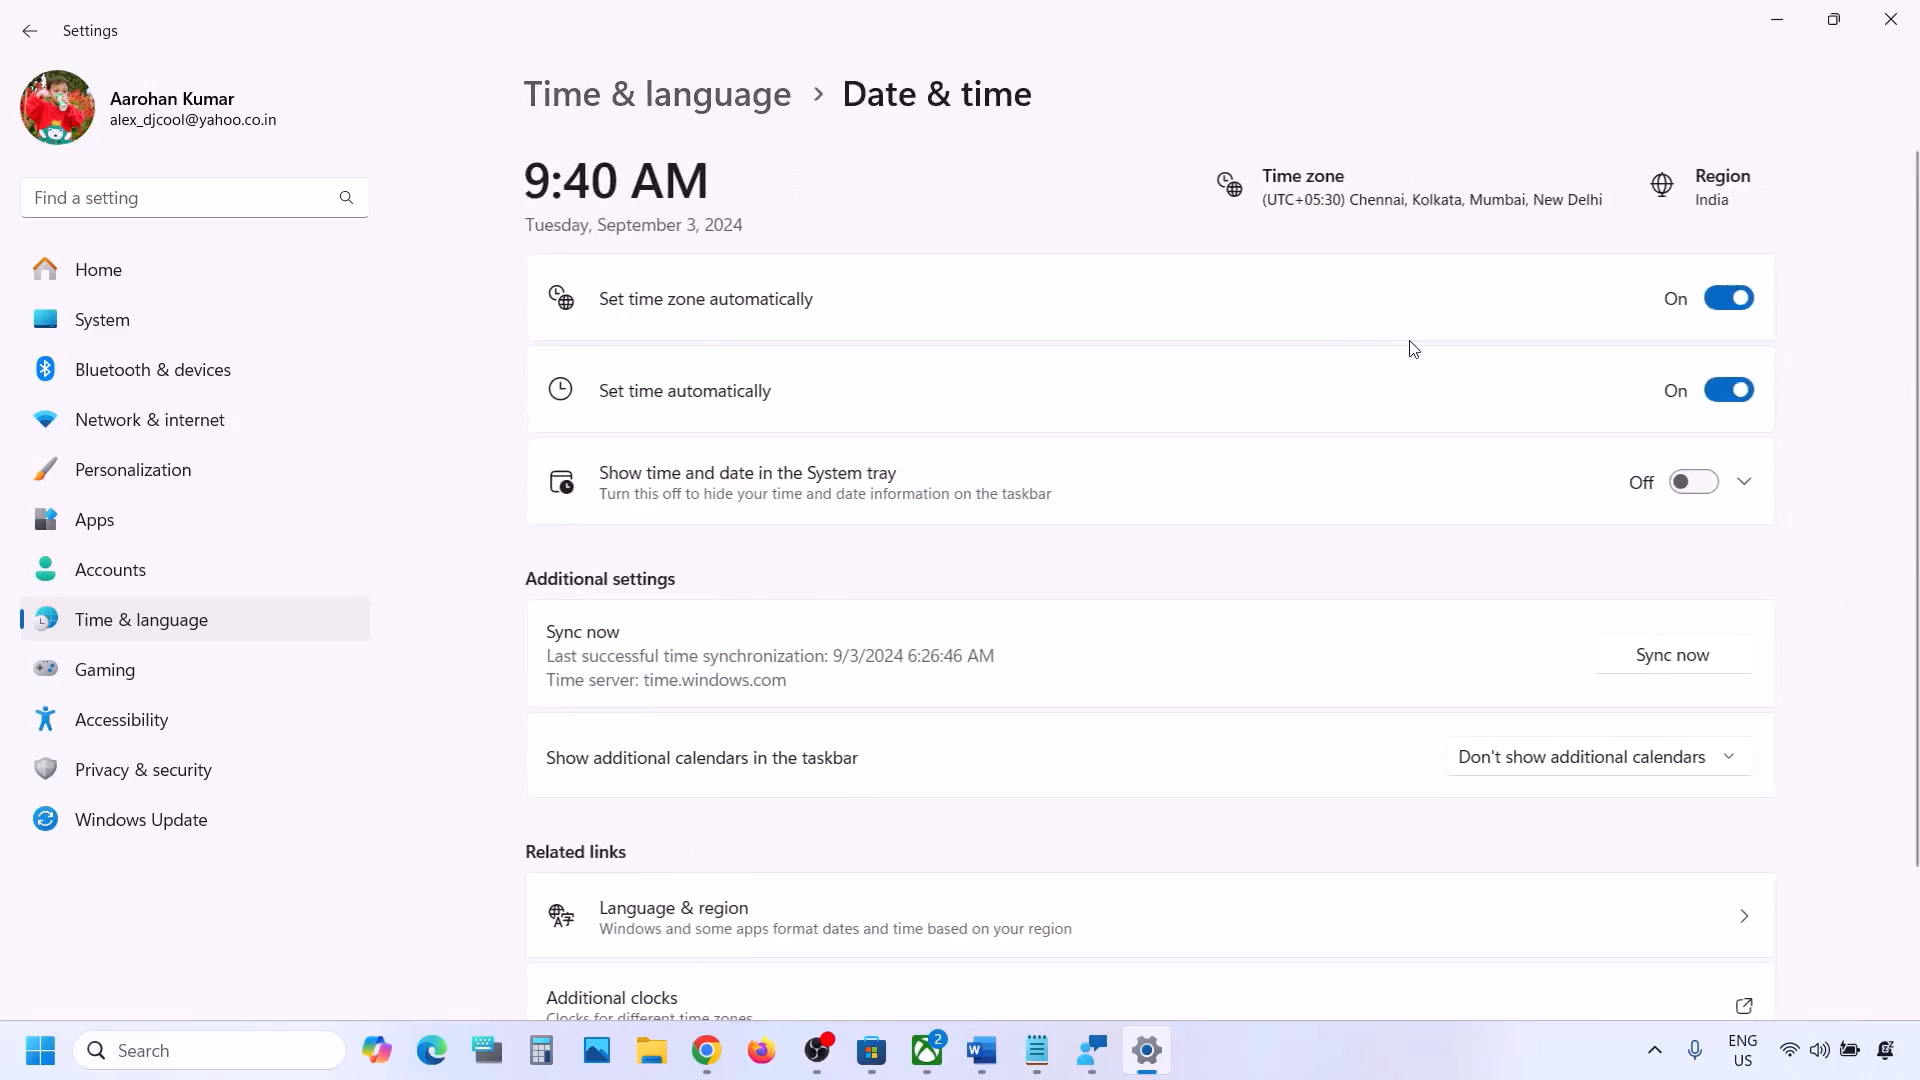 Settings
Aarohan Kumar
alex_djcool@yahoo.co.in
Find a setting
Home
System
Bluetooth & devices
Network & internet
Personalization
Apps
Accounts
Time & language
Gaming
Accessibility
Privacy & security
Windows Update
Time & language > Date & time
9:40 AM
Tuesday, September 3, 2024
Time zone
(UTC+05:30) Chennai, Kolkata, Mumbai, New Delhi
Region
India
Set time zone automatically
On
Set time automatically
On
Show time and date in the System tray
Turn this off to hide your time and date information on the taskbar
Off
Additional settings
Sync now
Last successful time synchronization: 9/3/2024 6:26:46 AM
Time server: time.windows.com
Sync now
Show additional calendars in the taskbar
Don't show additional calendars
Related links
Language & region
Windows and some apps format dates and time based on your region
Additional clocks
Clocks for different time zones
Search
2
ENG
US